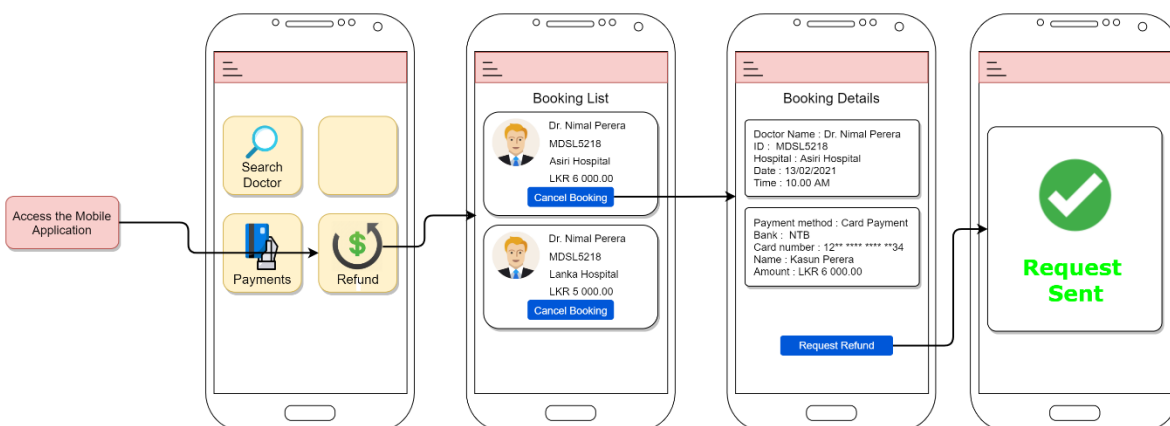 Access the Mobile
Application
Search
Doctor
Payments
Refund
Booking List
Dr. Nimal Perera
MDSL5218
Asiri Hospital
LKR 6 000.00
Cancel Booking
Dr. Nimal Perera
MDSL5218
Lanka Hospital
LKR 5 000.00
Cancel Booking
Booking Details
Doctor Name : Dr. Nimal Perera
ID : MDSL5218
Hospital : Asiri Hospital
Date : 13/02/2021
Time : 10.00 AM
Payment method : Card Payment
Bank : NTB
Card number : 12** **** **** **34
Name : Kasun Perera
Amount : LKR 6 000.00
Request Refund
Request
Sent